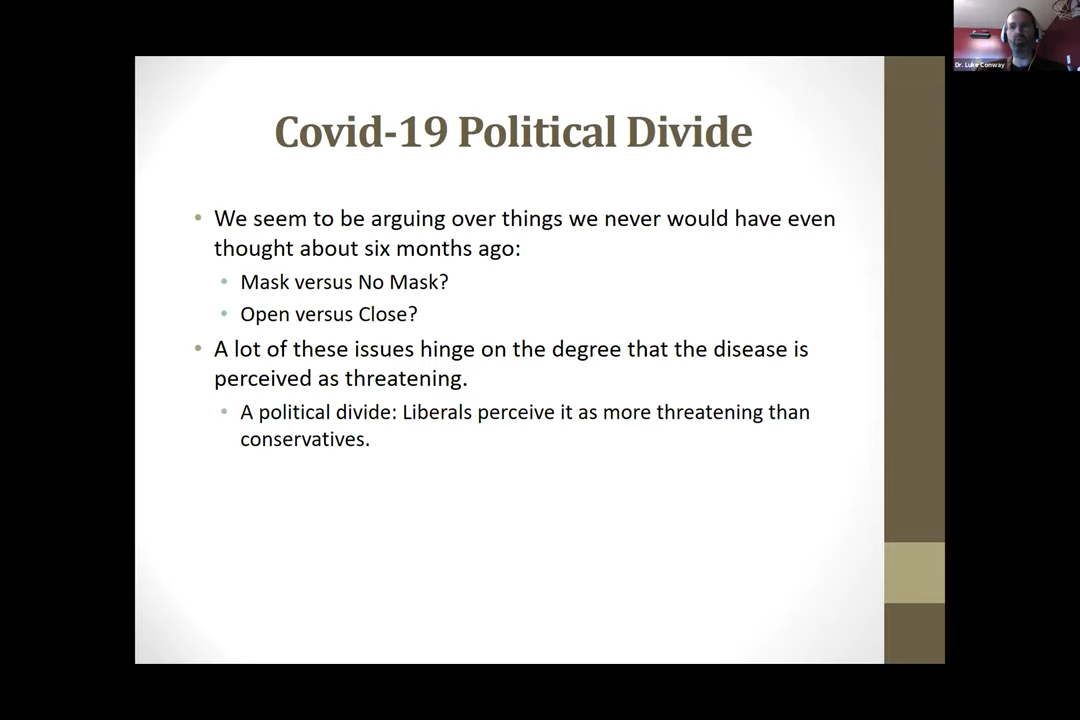 Dr. Luke Conway
Covid-19 Political Divide
• We seem to be arguing over things we never would have even
thought about six months ago:
• Mask versus No Mask?
• Open versus Close?
• A lot of these issues hinge on the degree that the disease is
perceived as threatening.
• A political divide: Liberals perceive it as more threatening than
conservatives.